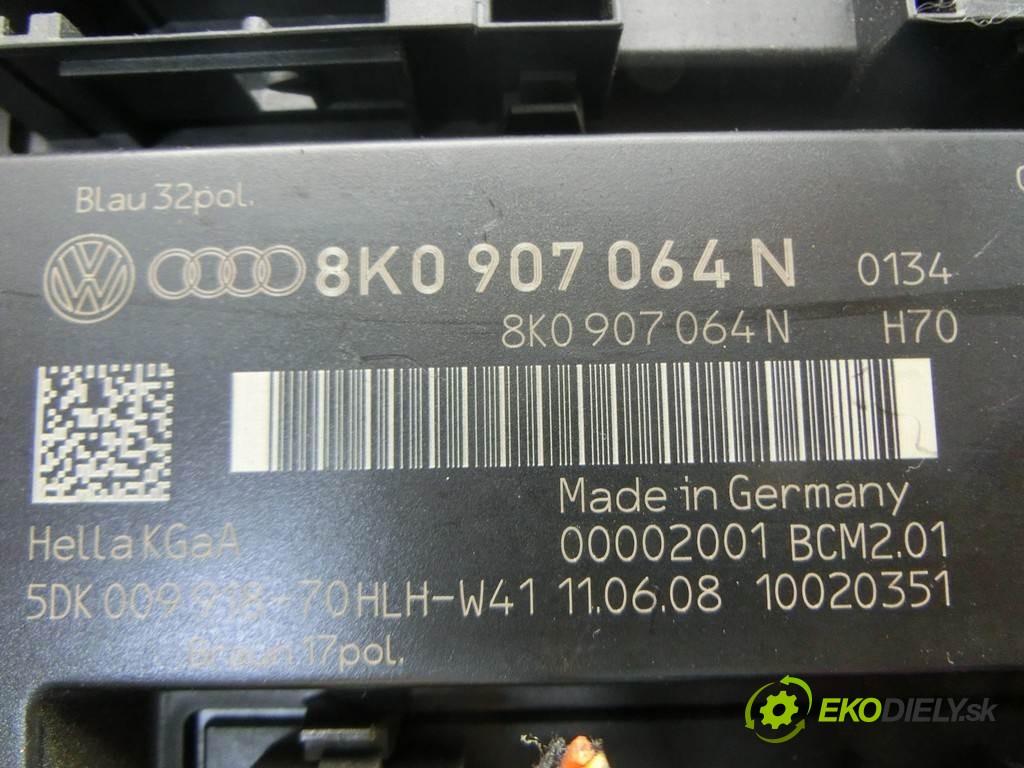 Blau 32pol.
8K0 907 064 N 0134
8K0 907 064 N H70
Made in Germany
Hella KGaA 00002001 BCM2.01
5DK 009 918-70 HLH-W41 11.06.08 10020351
Braun 17pol.
EKODIELY.sk